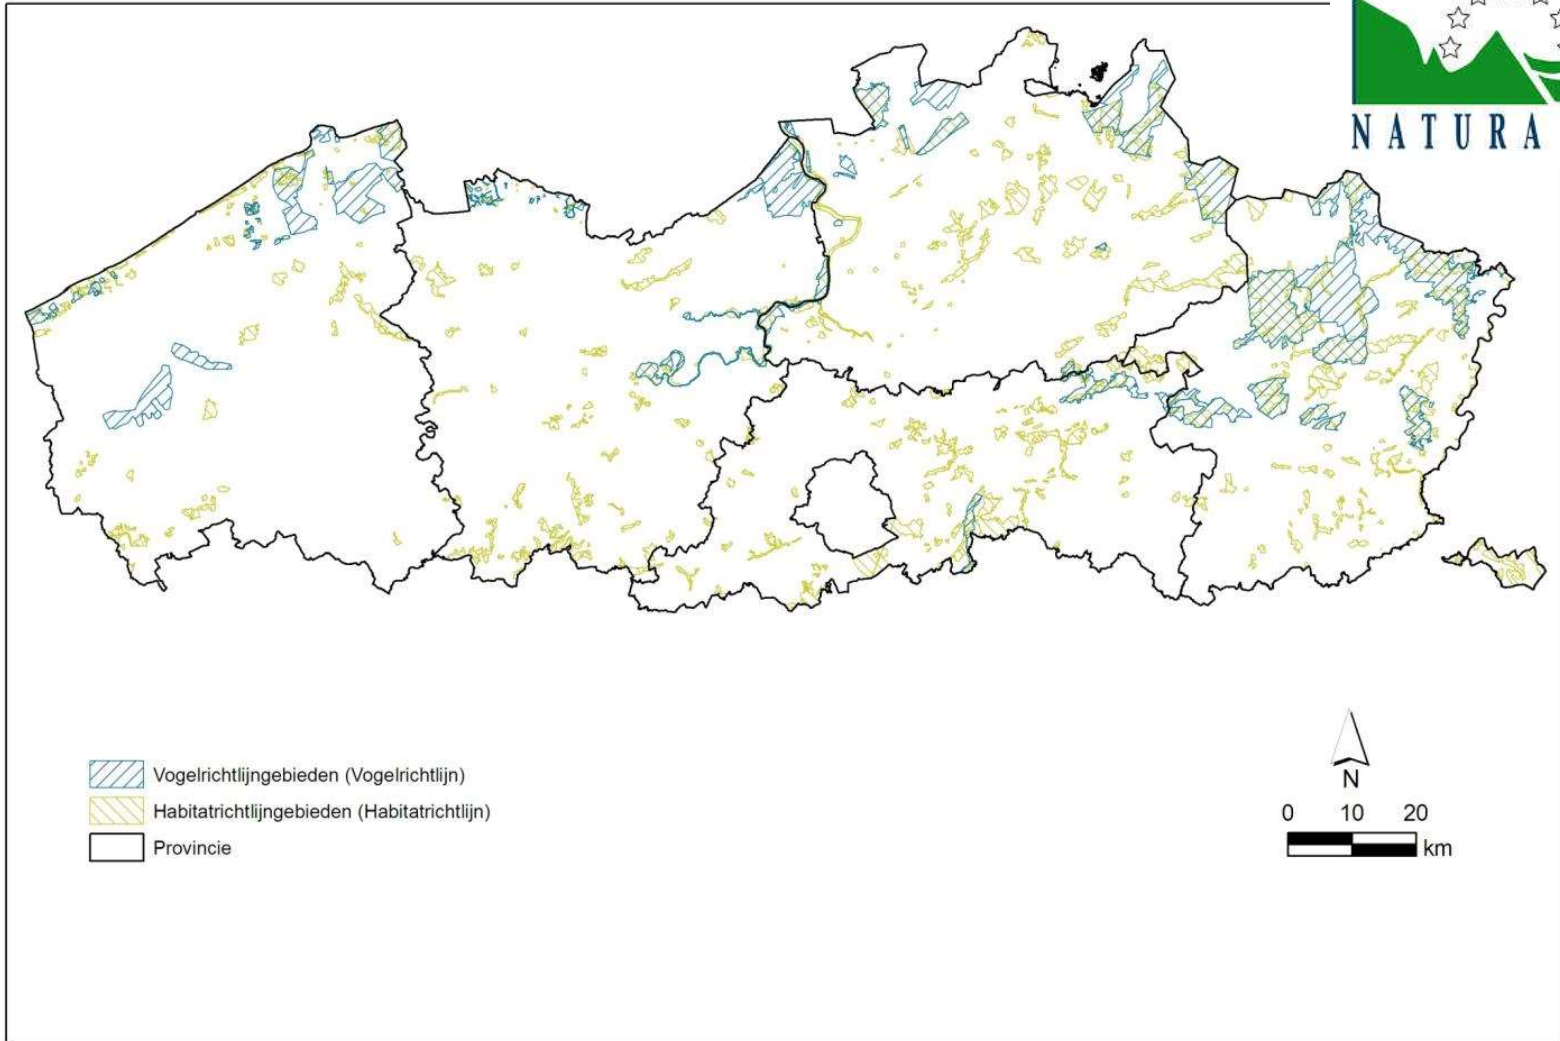 NATURA
Vogelrichtlijngebieden (Vogelrichtlijn)
Habitatrichtlijngebieden (Habitatrichtlijn)
Provincie
N
0 10 20
km